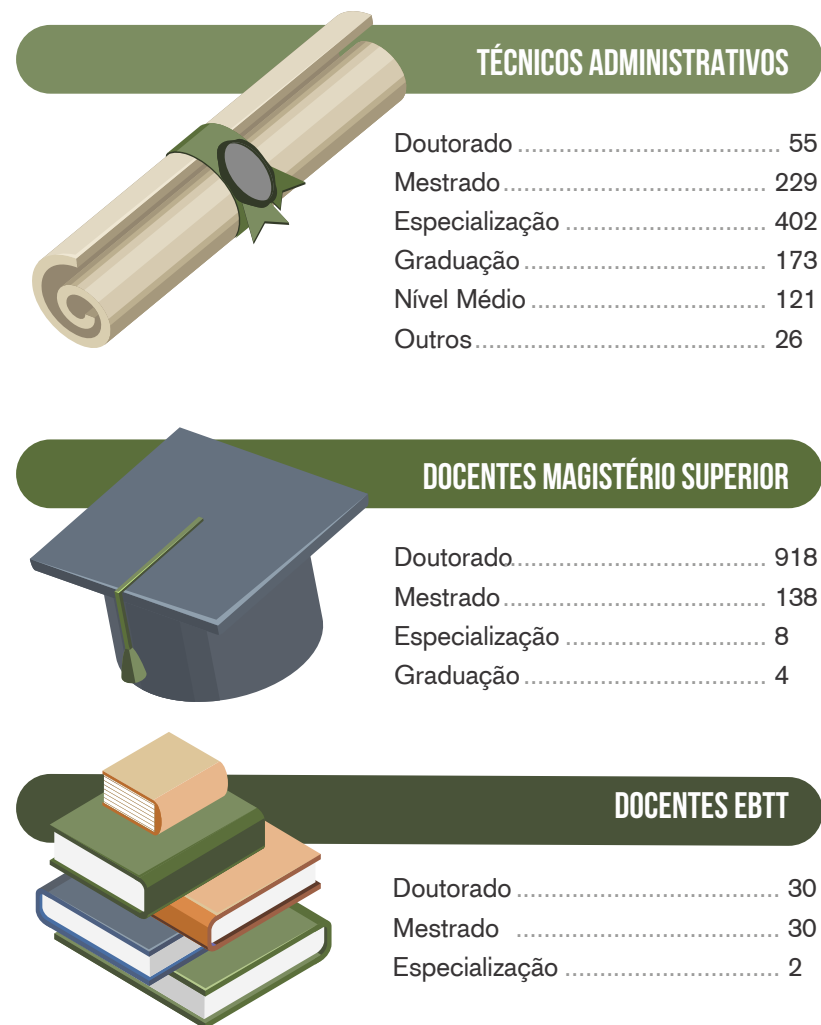 TÉCNICOS ADMINISTRATIVOS
Doutorado ...................................... 55
Mestrado ...................................... 229
Especialização ............................. 402
Graduação ................................... 173
Nível Médio .................................. 121
Outros .......................................... 26
DOCENTES MAGISTÉRIO SUPERIOR
Doutorado ..................................... 918
Mestrado ...................................... 138
Especialização ............................. 8
Graduação ................................... 4
DOCENTES EBTT
Doutorado ...................................... 30
Mestrado ...................................... 30
Especialização ............................... 2